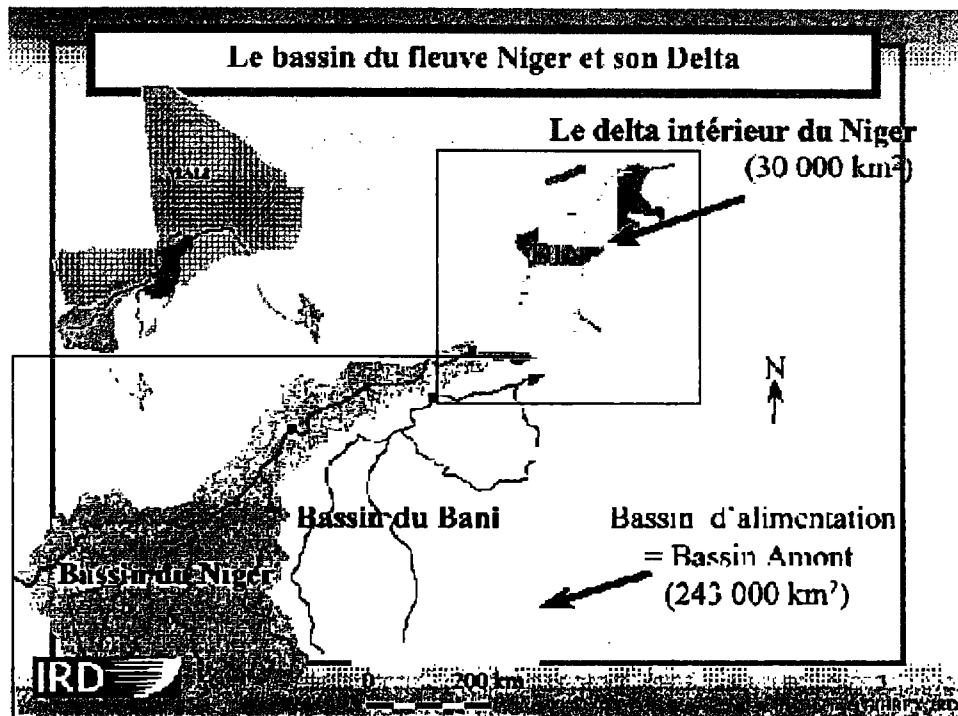 Le bassin du fleuve Niger et son Delta
Le delta intérieur du Niger
(30 000 km²)
MALI
N
Bassin du Bani
Bassin du Niger
Bassin d'alimentation
= Bassin Amont
(243 000 km²)
IRD
0 200 km
3